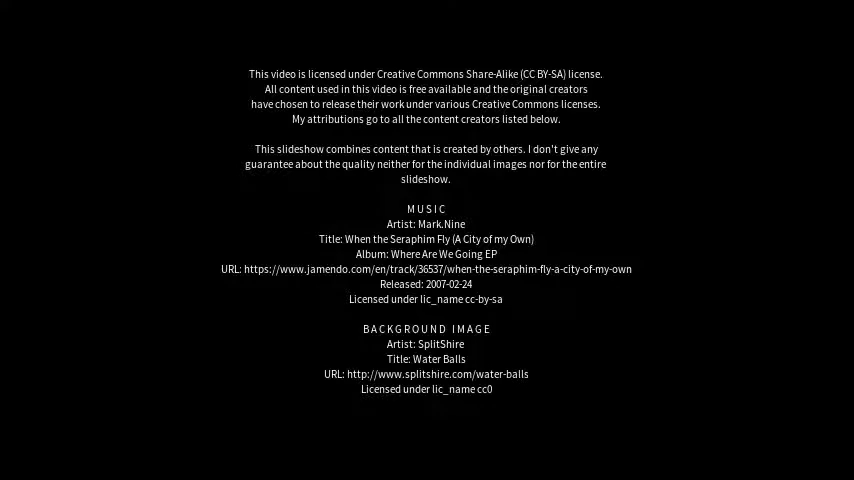 This video is licensed under Creative Commons Share-Alike (CC BY-SA) license.
All content used in this video is free available and the original creators
have chosen to release their work under various Creative Commons licenses.
My attributions go to all the content creators listed below.
This slideshow combines content that is created by others. I don't give any
guarantee about the quality neither for the individual images nor for the entire
slideshow.
MUSIC
Artist: Mark.Nine
Title: When the Seraphim Fly (A City of my Own)
Album: Where Are We Going EP
URL: https://www.jamendo.com/en/track/36537/when-the-seraphim-fly-a-city-of-my-own
Released: 2007-02-24
Licensed under lic_name cc-by-sa
BACKGROUND IMAGE
Artist: SplitShire
Title: Water Balls
URL: http://www.splitshire.com/water-balls
Licensed under lic_name cc0